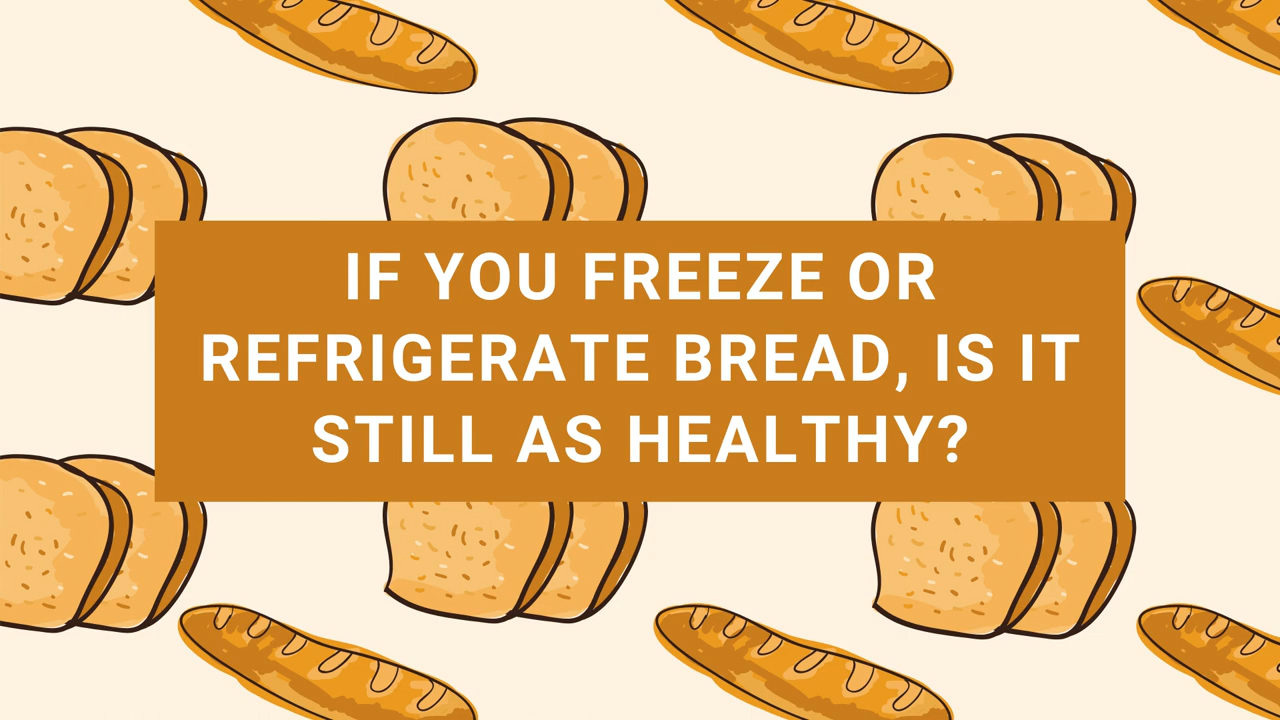 IF YOU FREEZE OR
REFRIGERATE BREAD, IS IT
STILL AS HEALTHY?